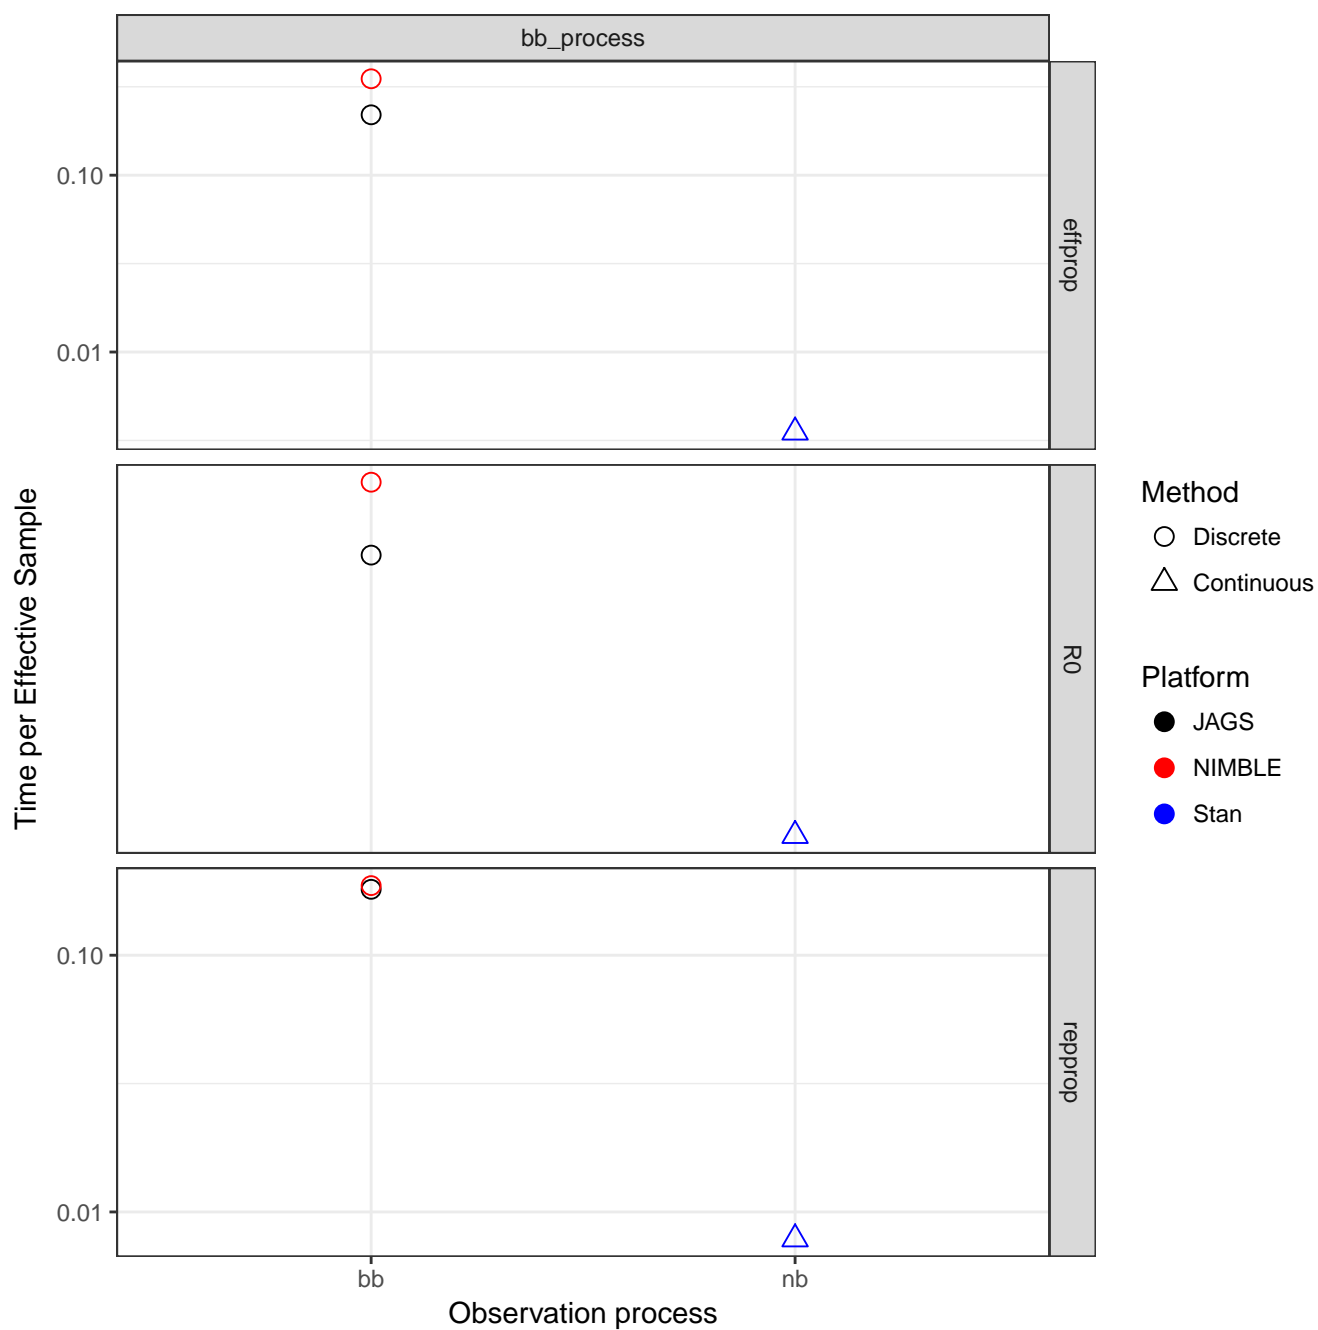 bb_process
0.10
0.01
effprop
R0
0.10
0.01
repprop
bb
nb
Observation process
Time per Effective Sample
Method
Discrete
Continuous
Platform
JAGS
NIMBLE
Stan